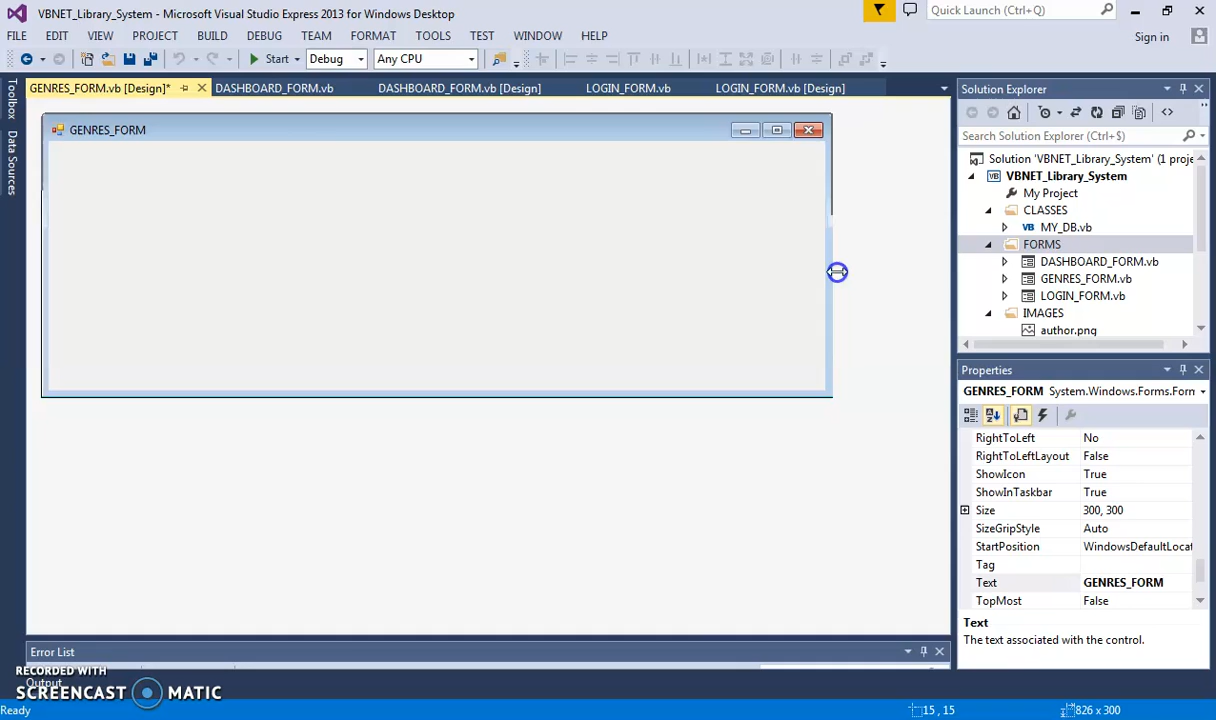 VBNET_Library_System - Microsoft Visual Studio Express 2013 for Windows Desktop
Quick Launch (Ctrl+Q)
FILE EDIT VIEW PROJECT BUILD DEBUG TEAM FORMAT TOOLS TEST WINDOW HELP
Sign in
Start Debug Any CPU
Toolbox
Data Sources
GENRES_FORM.vb [Design]* DASHBOARD_FORM.vb DASHBOARD_FORM.vb [Design] LOGIN_FORM.vb LOGIN_FORM.vb [Design]
GENRES_FORM
Solution Explorer
Search Solution Explorer (Ctrl+$)
Solution 'VBNET_Library_System' (1 proje
VB VBNET_Library_System
My Project
CLASSES
VB MY_DB.vb
FORMS
DASHBOARD_FORM.vb
GENRES_FORM.vb
LOGIN_FORM.vb
IMAGES
author.png
Properties
GENRES_FORM System.Windows.Forms.Form
RightToLeft No
RightToLeftLayout False
ShowIcon True
ShowInTaskbar True
Size 300, 300
SizeGripStyle Auto
StartPosition WindowsDefaultLocat
Tag
Text GENRES_FORM
TopMost False
Text
The text associated with the control.
Error List
Output
RECORDED WITH
SCREENCAST MATIC
Ready 15 , 15 826 x 300